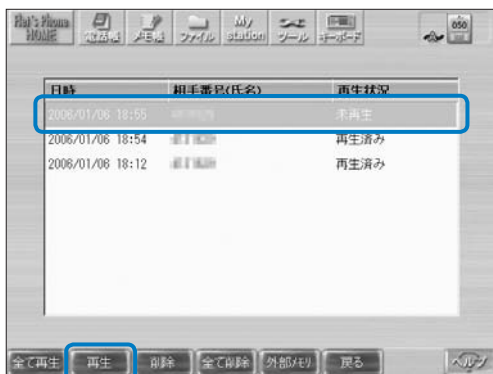 Flat's Phone HOME 電話帳 メモ帳 ファイル My station ツール キーボード 050
日時 相手番号(氏名) 再生状況
2006/01/06 18:55 未再生
2006/01/06 18:54 再生済み
2006/01/06 18:12 再生済み
全て再生 再生 削除 全て削除 外部メモリ 戻る ヘルプ